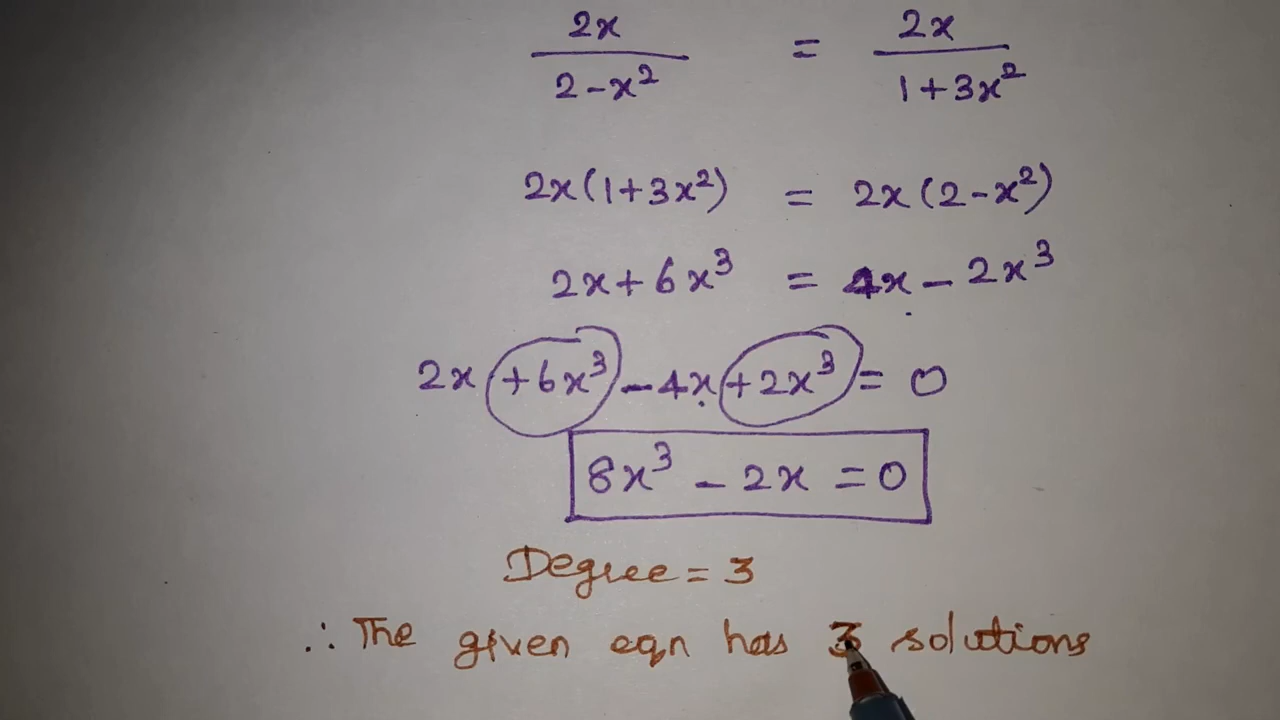 2x/(2-x²) = 2x/(1+3x²)
2x(1+3x²) = 2x(2-x²)
2x+6x³ = 4x-2x³
2x+6x³-4x+2x³=0
8x³-2x=0
Degree=3
∴ The given eqn has 3 solutions